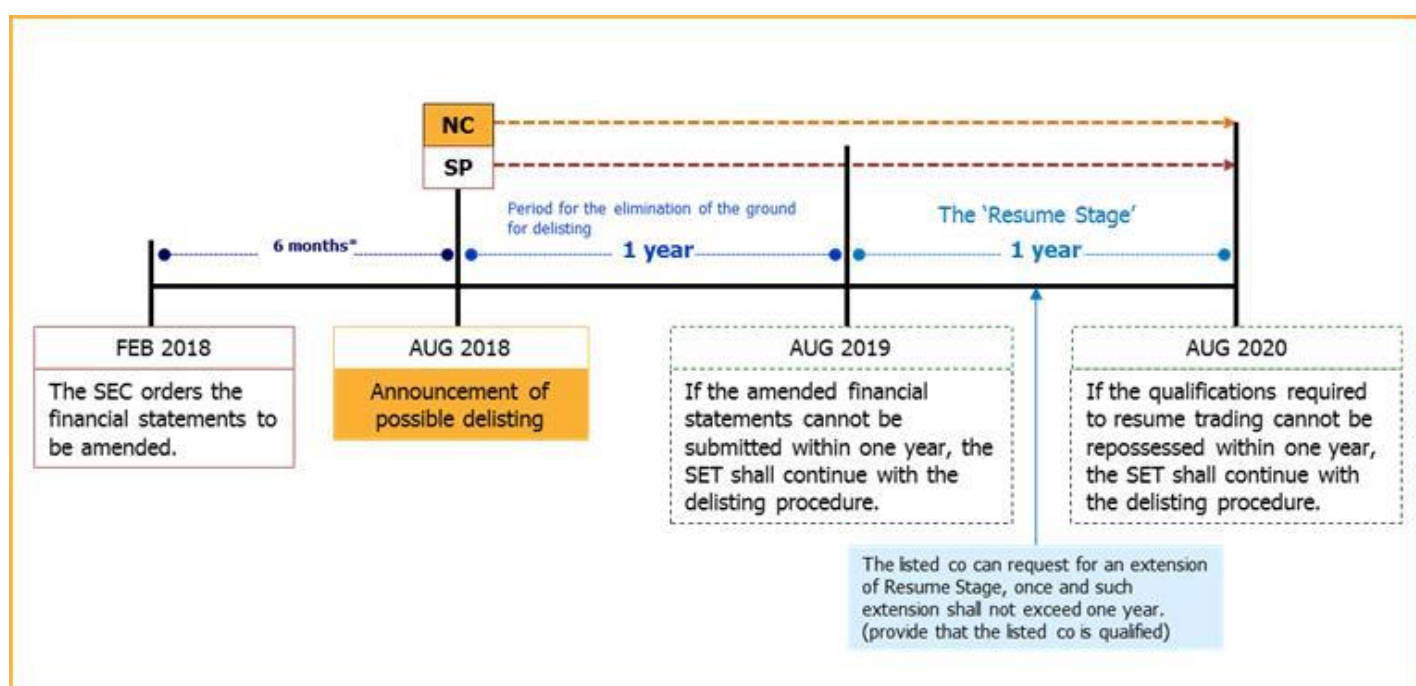 NC
SP
Period for the elimination of the ground
for delisting
The 'Resume Stage'
6 months*
1 year
1 year
FEB 2018
The SEC orders the
financial statements to
be amended.
AUG 2018
Announcement of
possible delisting
AUG 2019
If the amended financial
statements cannot be
submitted within one year, the
SET shall continue with the
delisting procedure.
AUG 2020
If the qualifications required
to resume trading cannot be
repossessed within one year,
the SET shall continue with
the delisting procedure.
The listed co can request for an extension
of Resume Stage, once and such
extension shall not exceed one year.
(provide that the listed co is qualified)